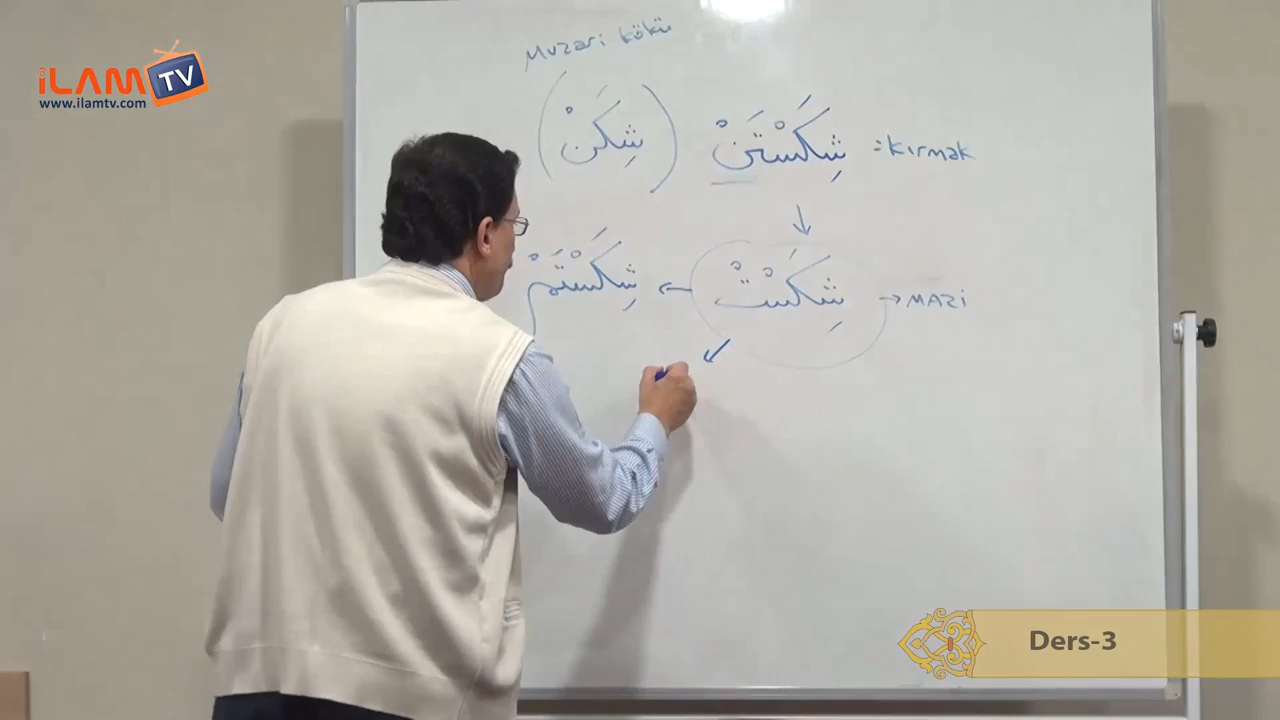 iLAM TV
www.ilamtv.com
Muzari kökü
شِکَسْتَنْ :kırmak
(شِکَنْ)
شِکَسْتْ → MAZİ
شِکَسْتَمْ
Ders-3